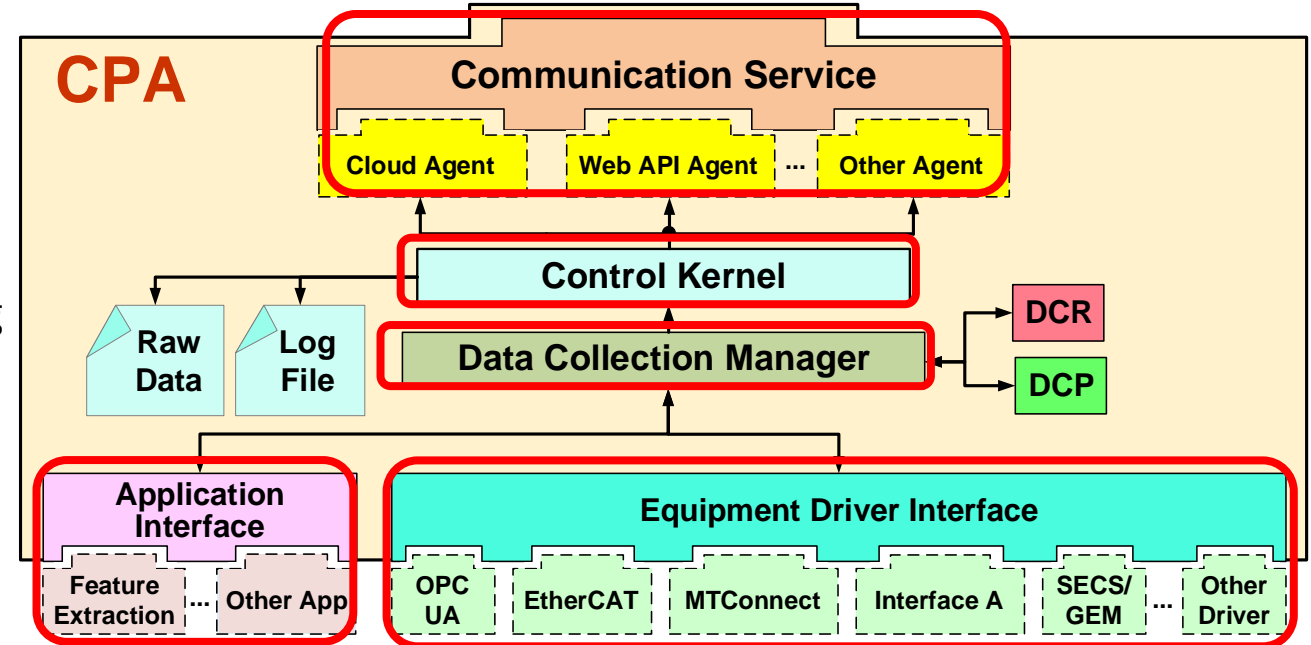 CPA
Communication Service
Cloud Agent
Web API Agent
...
Other Agent
Control Kernel
Raw
Data
Log
File
Data Collection Manager
DCR
DCP
Application
Interface
Equipment Driver Interface
Feature
Extraction
...
Other App
OPC
UA
EtherCAT
MTConnect
Interface A
SECS/
GEM
...
Other
Driver